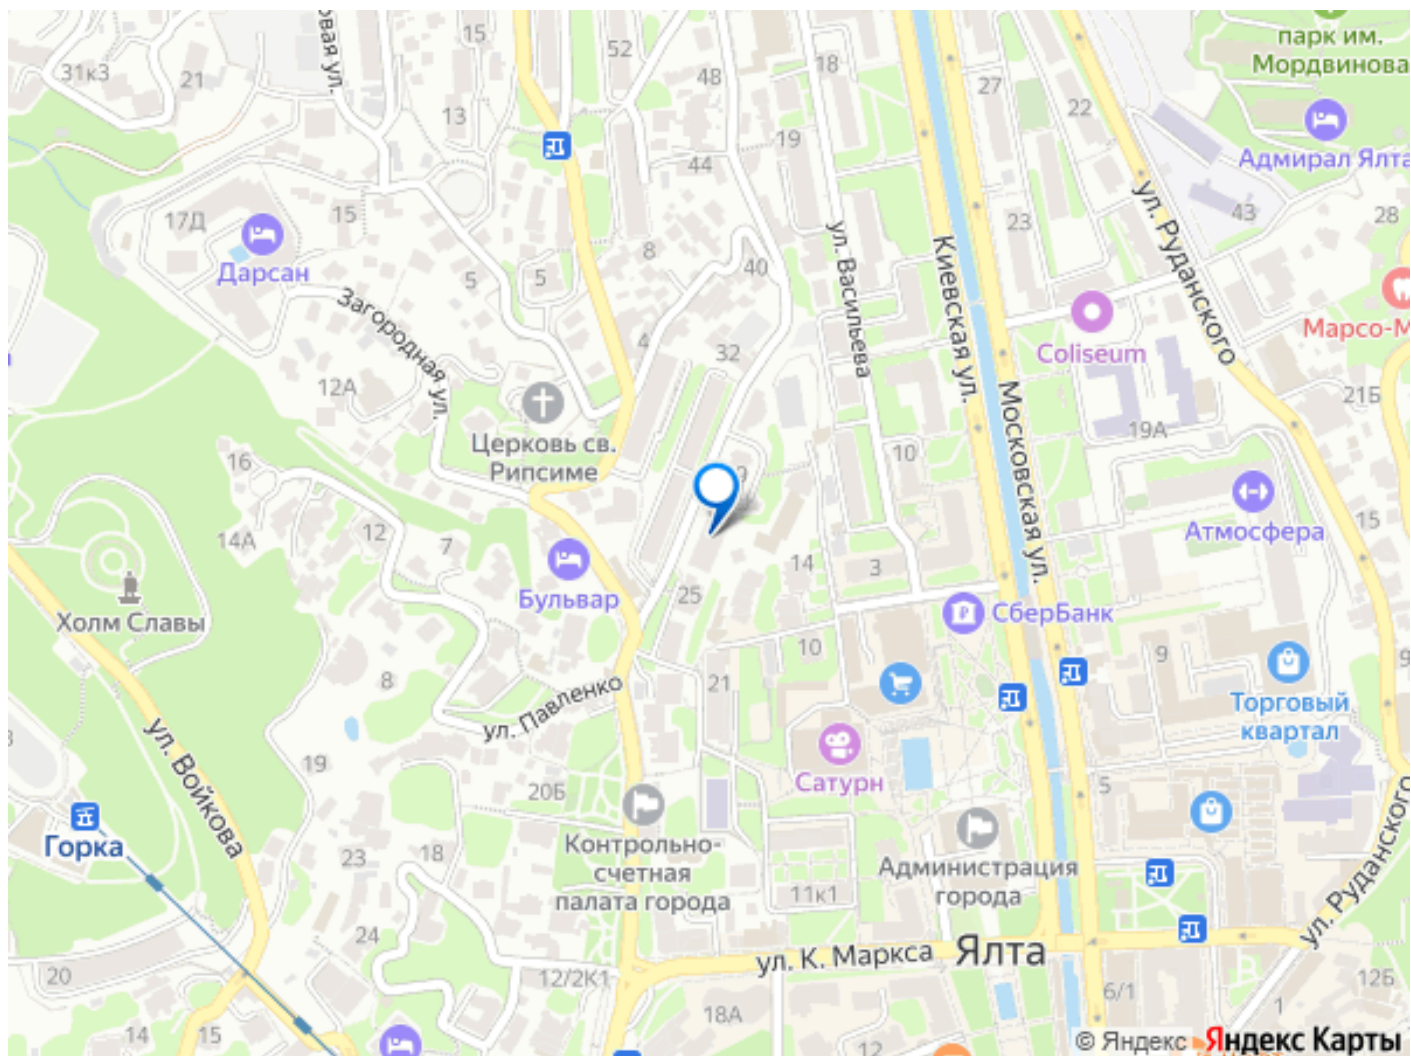 овая ул.
15
52
парк им.
Мордвинова
31к3
21
48
18
27
22
13
19
Адмирал Ялта
44
17Д
15
23
43
28
ул. Руданского
Дарсан
8
40
ул. Васильева
Киевская ул.
5
5
Загородная ул.
4
32
Coliseum
Марсо-М
12А
Московская ул.
21Б
Церковь св.
Рипсиме
19А
10
16
9
14А
12
7
Атмосфера
15
14
3
Бульвар
25
СберБанк
Холм Славы
10
9
9
8
21
ул. Павленко
Торговый
квартал
ул. Войкова
19
20Б
Сатурн
5
Горка
23
18
Контрольно-
счетная
палата города
Администрация
города
11к1
ул. Руданского
24
20
12/2К1
ул. К. Маркса
Ялта
12Б
6/1
1
18А
14
15
12
© Яндекс
Яндекс Карты